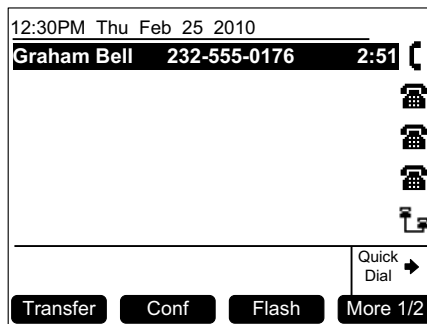 12:30PM Thu Feb 25 2010
Graham Bell 232-555-0176 2:51
Quick
Dial
Transfer Conf Flash More 1/2